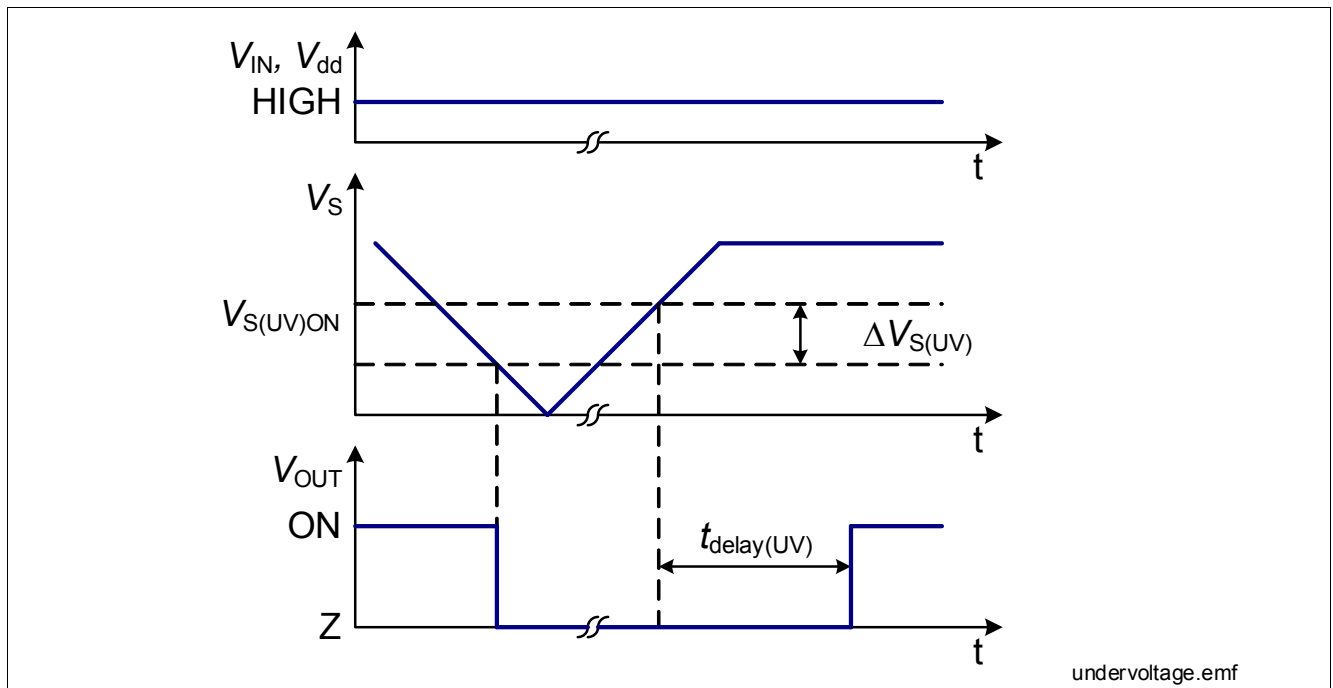 VIN, Vdd
HIGH
t
VS
VS(UV)ON
ΔVS(UV)
t
VOUT
ON
tdelay(UV)
Z
t
undervoltage.emf